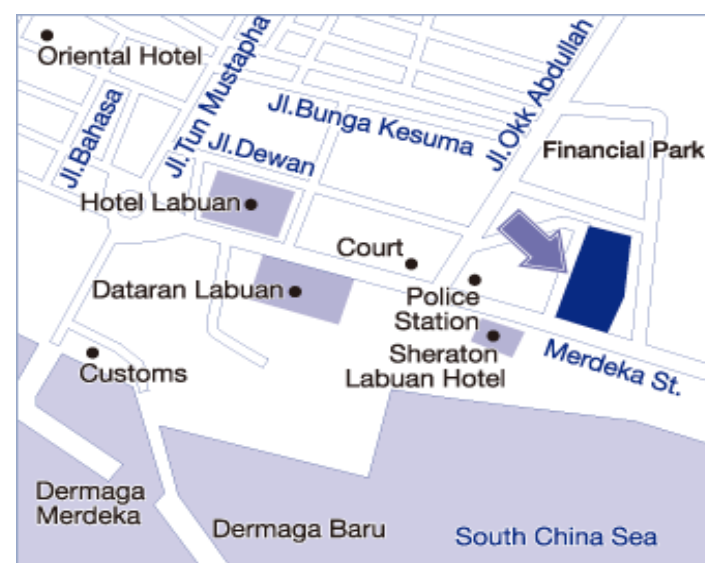 Oriental Hotel
Jl.Bahasa
Jl.Tun Mustapha
Jl.Bunga Kesuma
Jl.Okk Abdullah
Jl.Dewan
Financial Park
Hotel Labuan
Court
Dataran Labuan
Police
Station
Sheraton
Labuan Hotel
Merdeka St.
Customs
Dermaga
Merdeka
Dermaga Baru
South China Sea